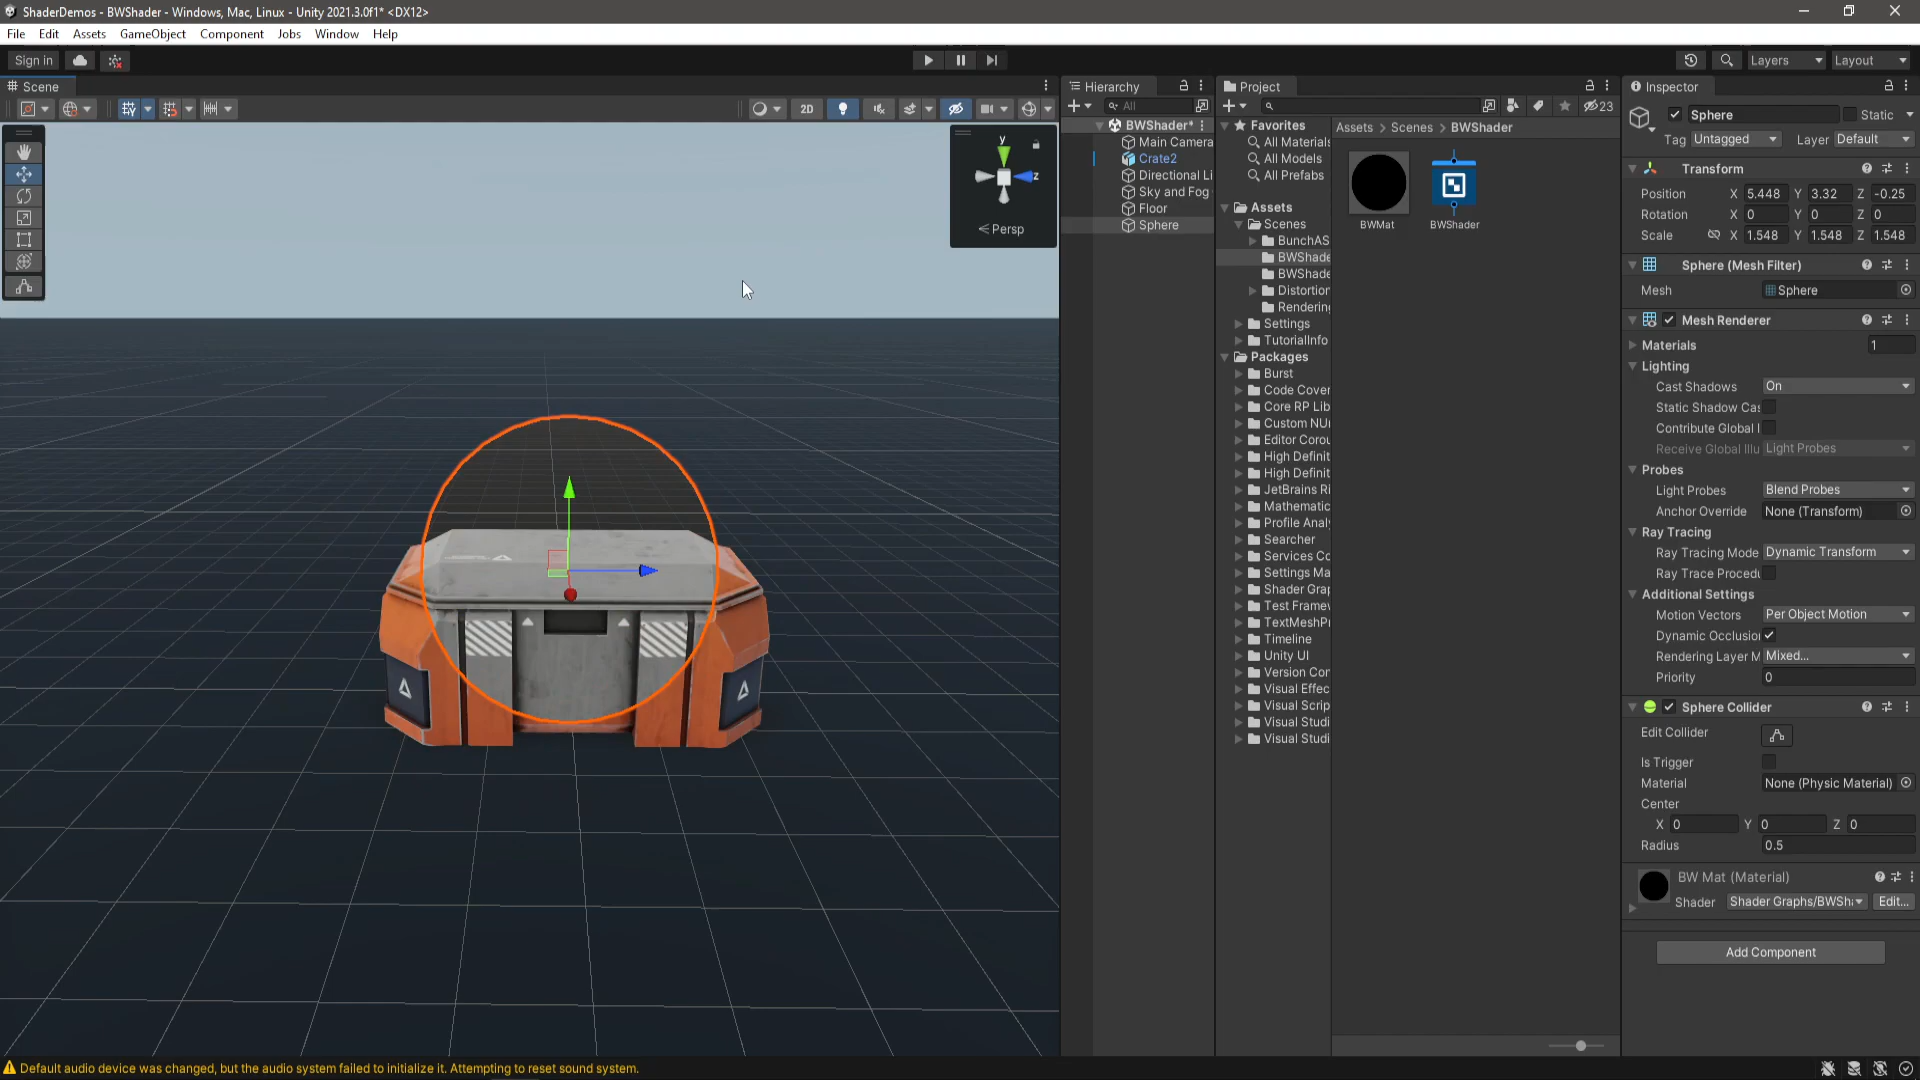 ShaderDemos - BWShader - Windows, Mac, Linux - Unity 2021.3.0f1* <DX12>
File Edit Assets GameObject Component Jobs Window Help
Sign in
Layers
Layout
Scene
2D
y
z
Persp
Hierarchy
All
BWShader*
Main Camera
Crate2
Directional Li
Sky and Fog
Floor
Sphere
Project
23
Favorites
All Materials
All Models
All Prefabs
Assets
Scenes
BunchAS
BWShade
BWShade
Distortion
Rendering
Settings
TutorialInfo
Packages
Burst
Code Cover
Core RP Lib
Custom NUn
Editor Corou
High Definit
High Definit
JetBrains Ri
Mathematic
Profile Analy
Searcher
Services Co
Settings Ma
Shader Grap
Test Framew
TextMeshPr
Timeline
Unity UI
Version Con
Visual Effec
Visual Scrip
Visual Studi
Visual Studi
Assets > Scenes > BWShader
BWMat
BWShader
Inspector
Sphere
Static
Tag Untagged Layer Default
Transform
Position X 5.448 Y 3.32 Z -0.25
Rotation X 0 Y 0 Z 0
Scale X 1.548 Y 1.548 Z 1.548
Sphere (Mesh Filter)
Mesh Sphere
Mesh Renderer
Materials 1
Lighting
Cast Shadows On
Static Shadow Cas
Contribute Global I
Receive Global Illu Light Probes
Probes
Light Probes Blend Probes
Anchor Override None (Transform)
Ray Tracing
Ray Tracing Mode Dynamic Transform
Ray Trace Procedu
Additional Settings
Motion Vectors Per Object Motion
Dynamic Occlusion
Rendering Layer M Mixed...
Priority 0
Sphere Collider
Edit Collider
Is Trigger
Material None (Physic Material)
Center
X 0 Y 0 Z 0
Radius 0.5
BW Mat (Material)
Shader Shader Graphs/BWSha Edit...
Add Component
Default audio device was changed, but the audio system failed to initialize it. Attempting to reset sound system.